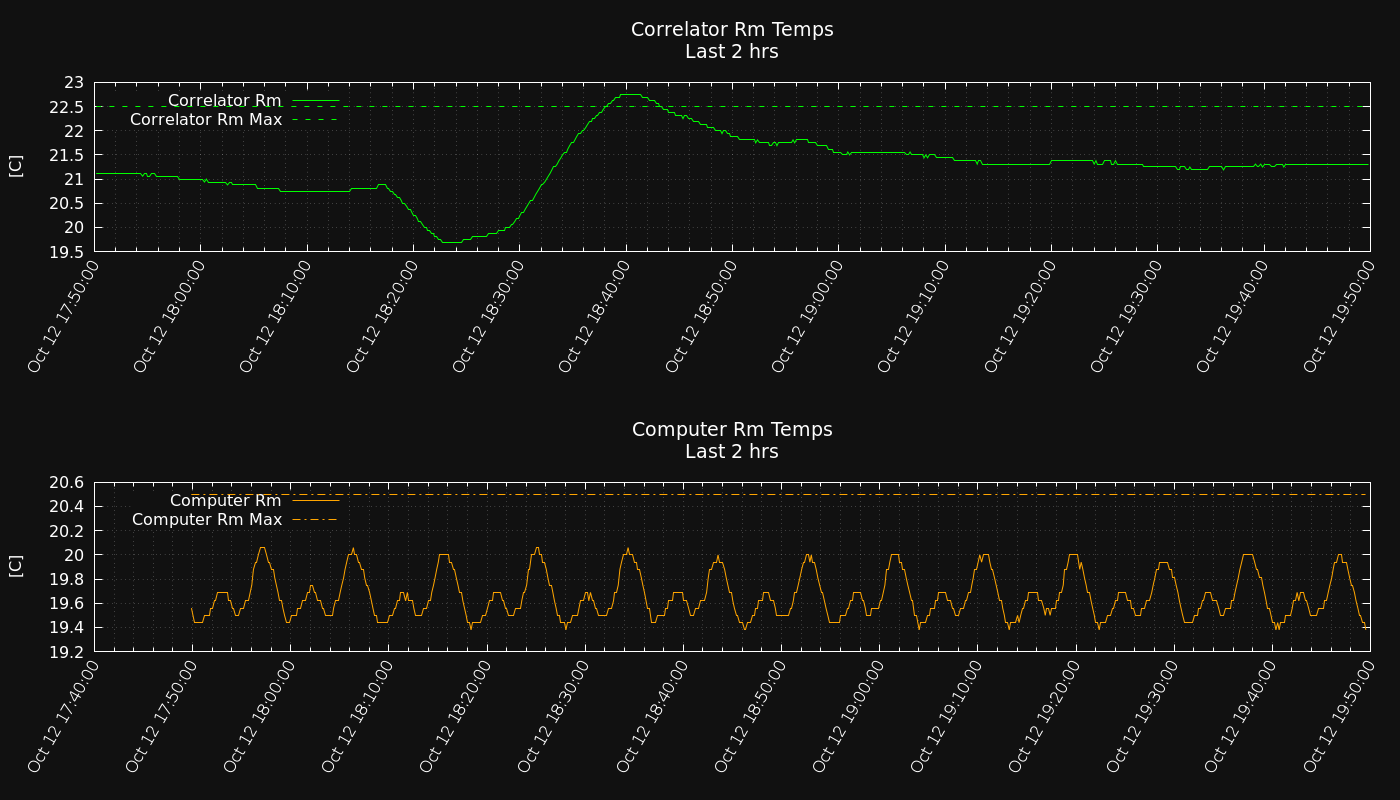 Correlator Rm Temps
Last 2 hrs
23
22.5
22
21.5
21
20.5
20
19.5
[C]
Correlator Rm
Correlator Rm Max
Oct 12 17:50:00
Oct 12 18:00:00
Oct 12 18:10:00
Oct 12 18:20:00
Oct 12 18:30:00
Oct 12 18:40:00
Oct 12 18:50:00
Oct 12 19:00:00
Oct 12 19:10:00
Oct 12 19:20:00
Oct 12 19:30:00
Oct 12 19:40:00
Oct 12 19:50:00
Computer Rm Temps
Last 2 hrs
20.6
20.4
20.2
20
19.8
19.6
19.4
19.2
[C]
Computer Rm
Computer Rm Max
Oct 12 17:40:00
Oct 12 17:50:00
Oct 12 18:00:00
Oct 12 18:10:00
Oct 12 18:20:00
Oct 12 18:30:00
Oct 12 18:40:00
Oct 12 18:50:00
Oct 12 19:00:00
Oct 12 19:10:00
Oct 12 19:20:00
Oct 12 19:30:00
Oct 12 19:40:00
Oct 12 19:50:00